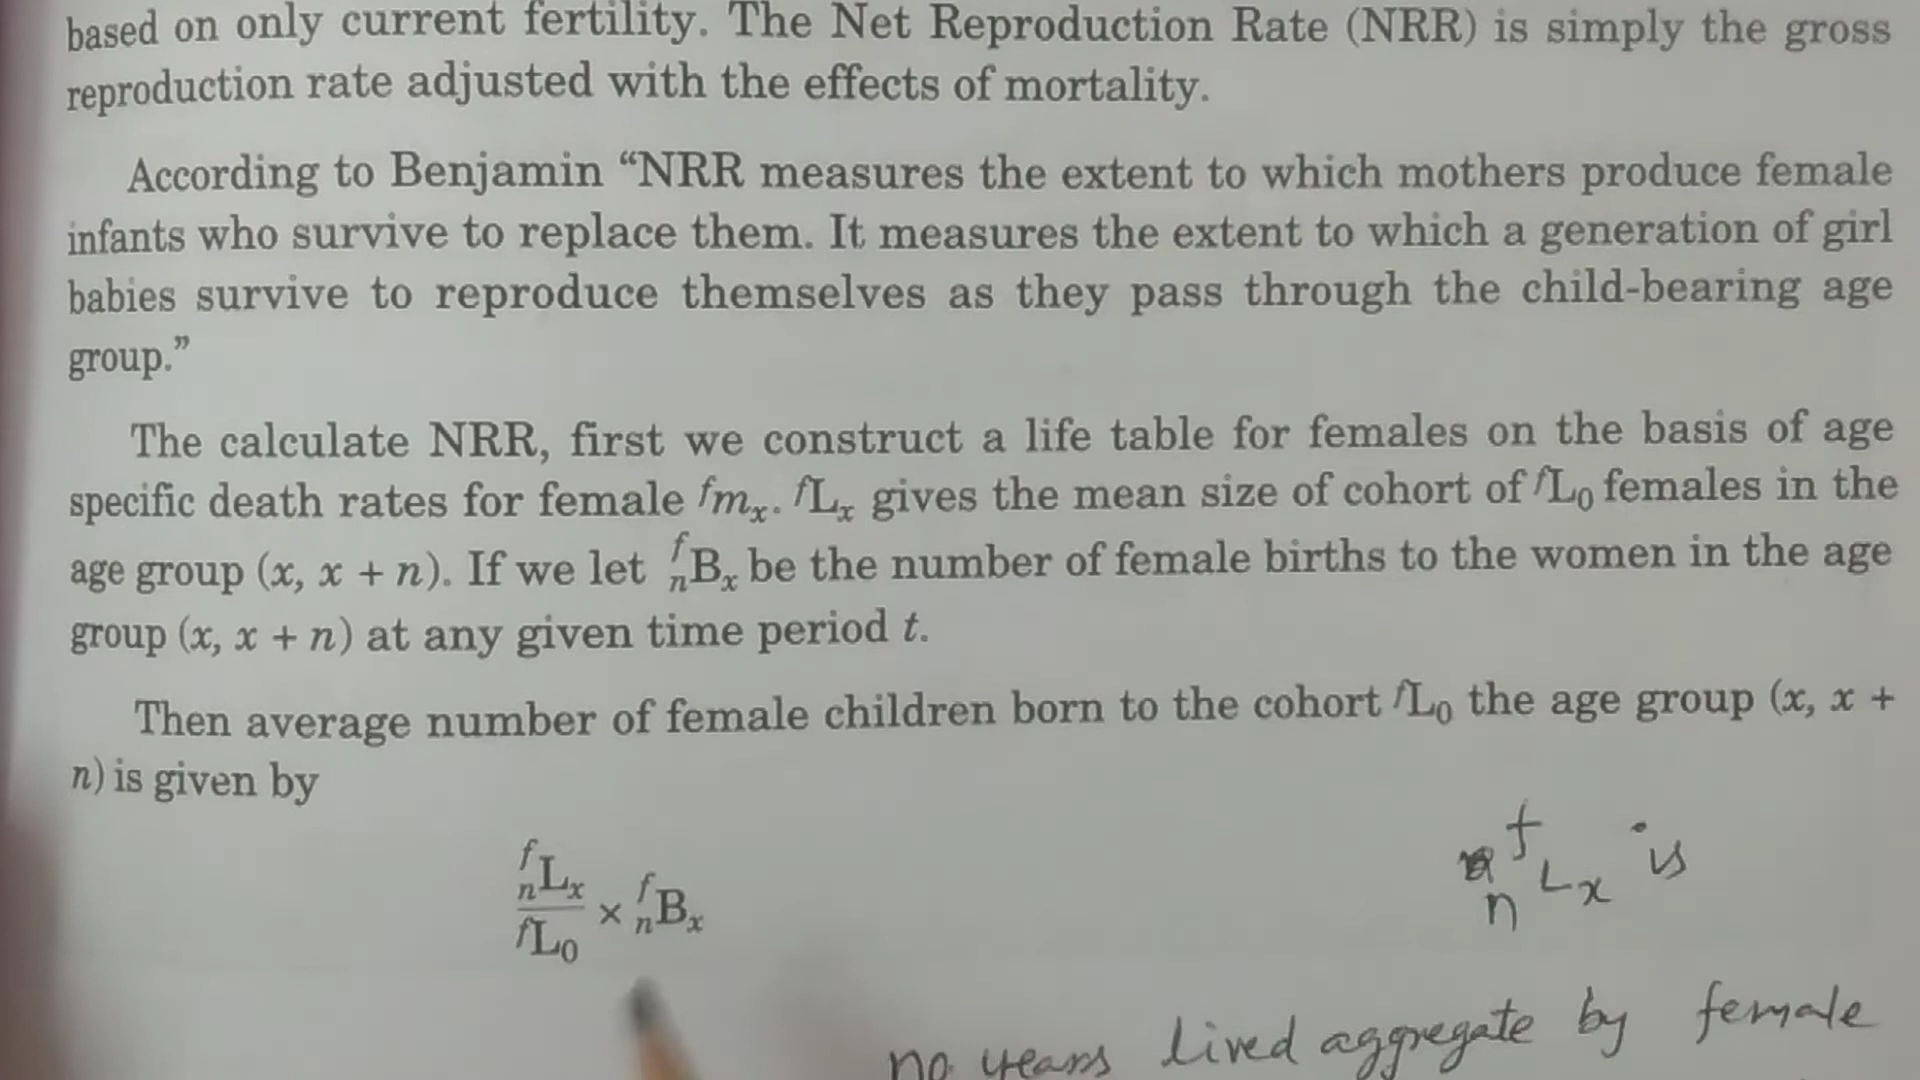 based on only current fertility. The Net Reproduction Rate (NRR) is simply the gross
reproduction rate adjusted with the effects of mortality.
According to Benjamin “NRR measures the extent to which mothers produce female
infants who survive to replace them. It measures the extent to which a generation of girl
babies survive to reproduce themselves as they pass through the child-bearing age
group.”
The calculate NRR, first we construct a life table for females on the basis of age
specific death rates for female ᶠmₓ. ᶠLₓ gives the mean size of cohort of ᶠL₀ females in the
age group (x, x + n). If we let ᶠₙBₓ be the number of female births to the women in the age
group (x, x + n) at any given time period t.
Then average number of female children born to the cohort ᶠL₀ the age group (x, x +
n) is given by
ᶠₙLₓ / ᶠL₀ × ᶠₙBₓ
ᶠₙLₓ is
no. years lived aggregate by female